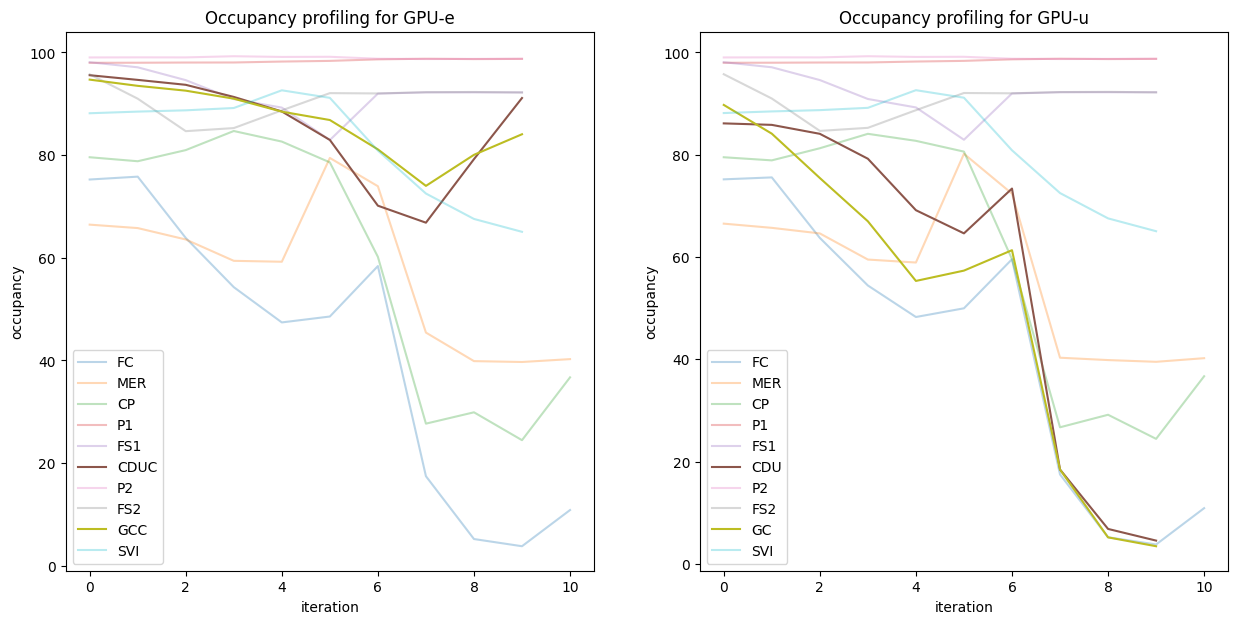 Occupancy profiling for GPU-e
100
80
60
40
20
0
occupancy
FC
MER
CP
P1
FS1
CDUC
P2
FS2
GCC
SVI
0 2 4 6 8 10
iteration
Occupancy profiling for GPU-u
100
80
60
40
20
0
occupancy
FC
MER
CP
P1
FS1
CDU
P2
FS2
GC
SVI
0 2 4 6 8 10
iteration